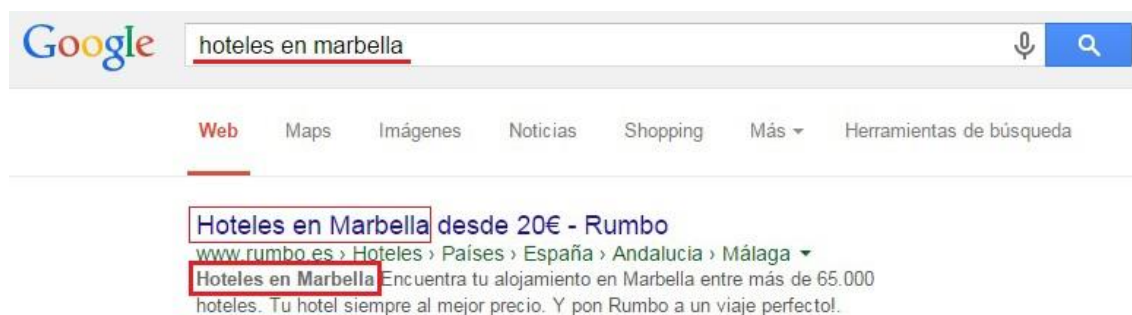 Google hoteles en marbella
Web Maps Imágenes Noticias Shopping Más Herramientas de búsqueda
Hoteles en Marbella desde 20€ - Rumbo
www.rumbo.es › Hoteles › Países › España › Andalucia › Málaga
Hoteles en Marbella Encuentra tu alojamiento en Marbella entre más de 65.000
hoteles. Tu hotel siempre al mejor precio. Y pon Rumbo a un viaje perfecto!.